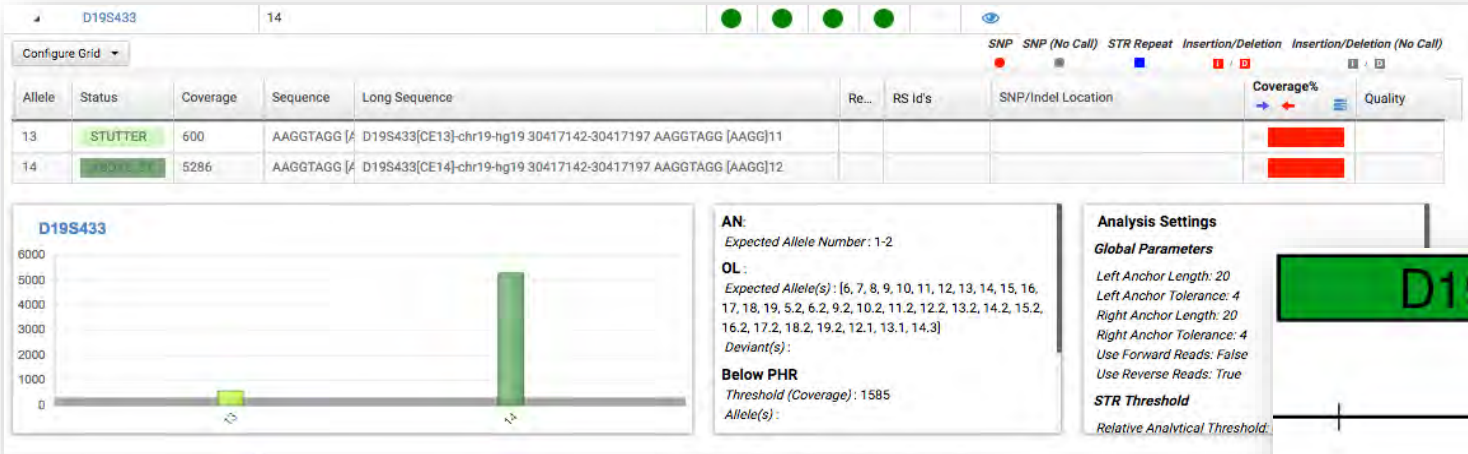 D19S433 14
Configure Grid
SNP SNP (No Call) STR Repeat Insertion/Deletion Insertion/Deletion (No Call)
I / D I / D
Allele Status Coverage Sequence Long Sequence Re... RS Id's SNP/Indel Location Coverage% Quality
13 STUTTER 600 AAGGTAGG [A D19S433[CE13]-chr19-hg19 30417142-30417197 AAGGTAGG [AAGG]11
14 5286 AAGGTAGG [A D19S433[CE14]-chr19-hg19 30417142-30417197 AAGGTAGG [AAGG]12
D19S433
6000
5000
4000
3000
2000
1000
0
13 14
AN:
Expected Allele Number : 1-2
OL :
Expected Allele(s) : [6, 7, 8, 9, 10, 11, 12, 13, 14, 15, 16,
17, 18, 19, 5.2, 6.2, 9.2, 10.2, 11.2, 12.2, 13.2, 14.2, 15.2,
16.2, 17.2, 18.2, 19.2, 12.1, 13.1, 14.3]
Deviant(s) :
Below PHR
Threshold (Coverage) : 1585
Allele(s) :
Analysis Settings
Global Parameters
Left Anchor Length: 20
Left Anchor Tolerance: 4
Right Anchor Length: 20
Right Anchor Tolerance: 4
Use Forward Reads: False
Use Reverse Reads: True
STR Threshold
Relative Analytical Threshold: